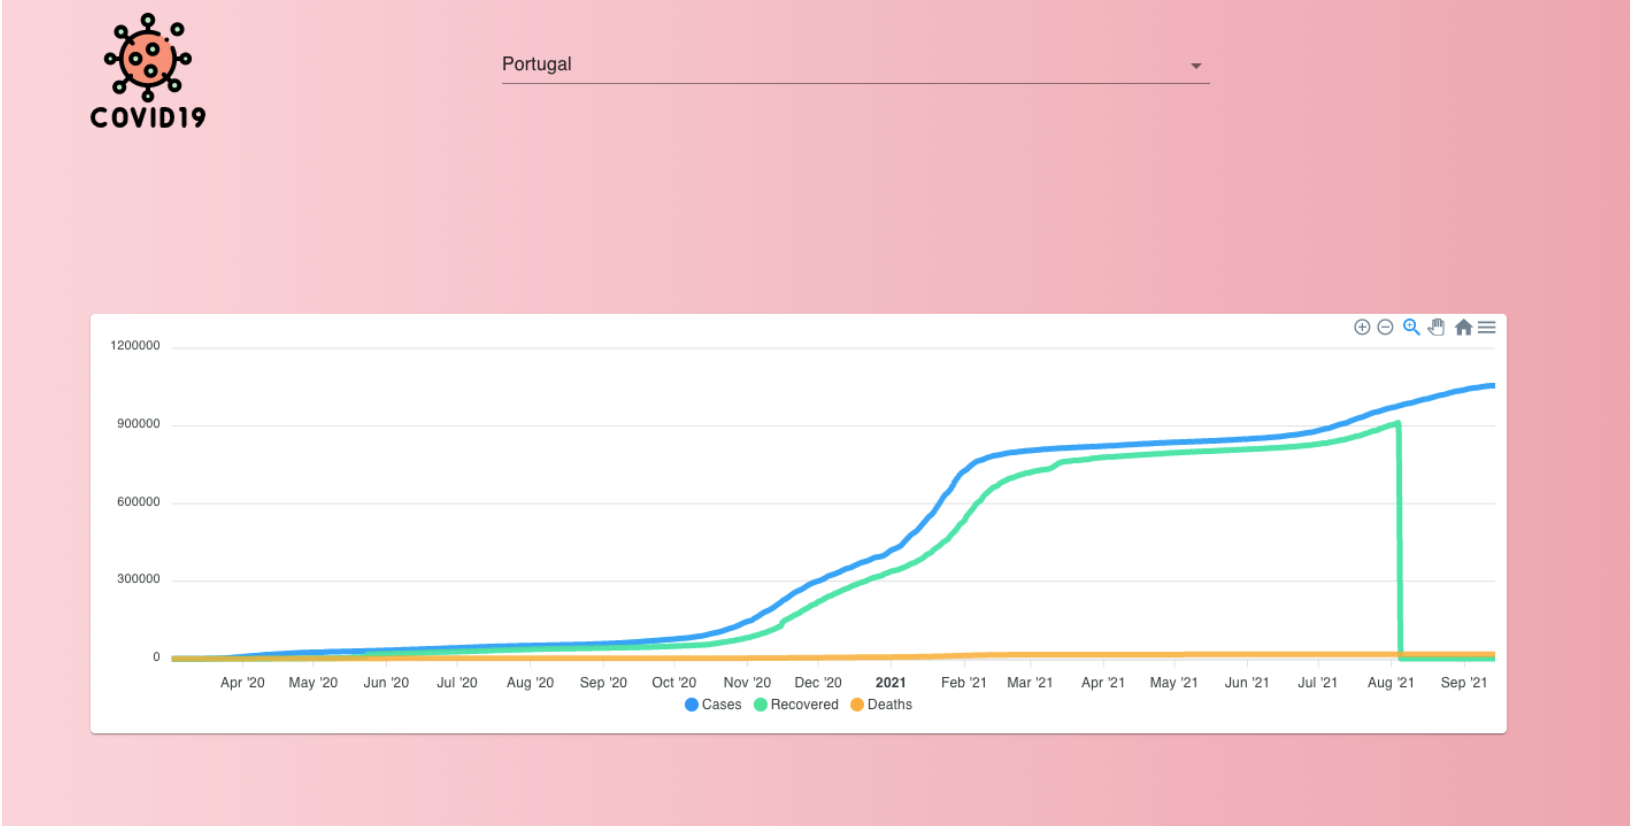 COVID19
Portugal
1200000
900000
600000
300000
0
Apr '20 May '20 Jun '20 Jul '20 Aug '20 Sep '20 Oct '20 Nov '20 Dec '20 2021 Feb '21 Mar '21 Apr '21 May '21 Jun '21 Jul '21 Aug '21 Sep '21
Cases Recovered Deaths